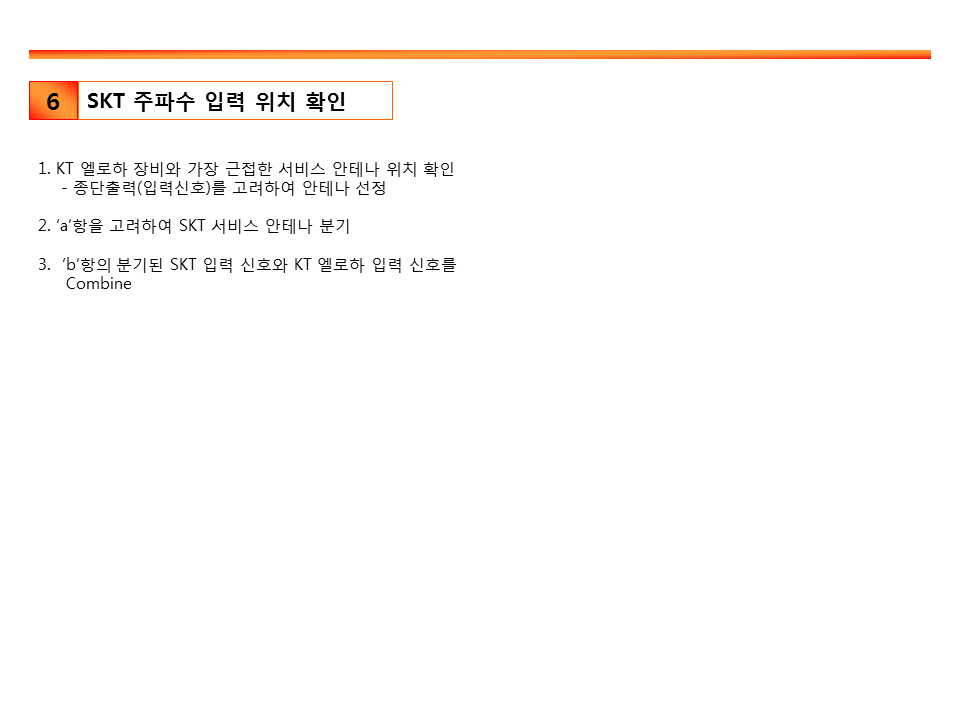 6
SKT 주파수 입력 위치 확인
1. KT 엘로하 장비와 가장 근접한 서비스 안테나 위치 확인
- 종단출력(입력신호)를 고려하여 안테나 선정
2. ‘a’항을 고려하여 SKT 서비스 안테나 분기
3. ‘b’항의 분기된 SKT 입력 신호와 KT 엘로하 입력 신호를
Combine